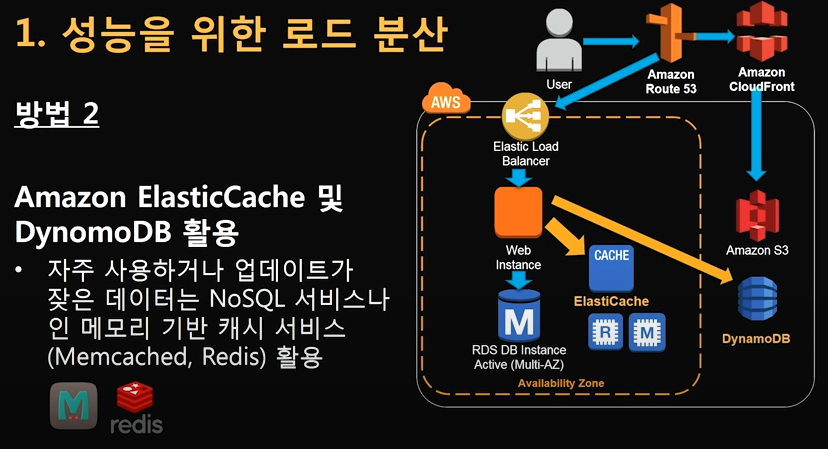 1. 성능을 위한 로드 분산
방법 2
Amazon ElasticCache 및
DynomoDB 활용
• 자주 사용하거나 업데이트가
잦은 데이터는 NoSQL 서비스나
인 메모리 기반 캐시 서비스
(Memcached, Redis) 활용
M
redis
User
Amazon
Route 53
Amazon
CloudFront
AWS
Elastic Load
Balancer
Web
Instance
CACHE
ElastiCache
R
M
M
RDS DB Instance
Active (Multi-AZ)
Availability Zone
Amazon S3
DynamoDB